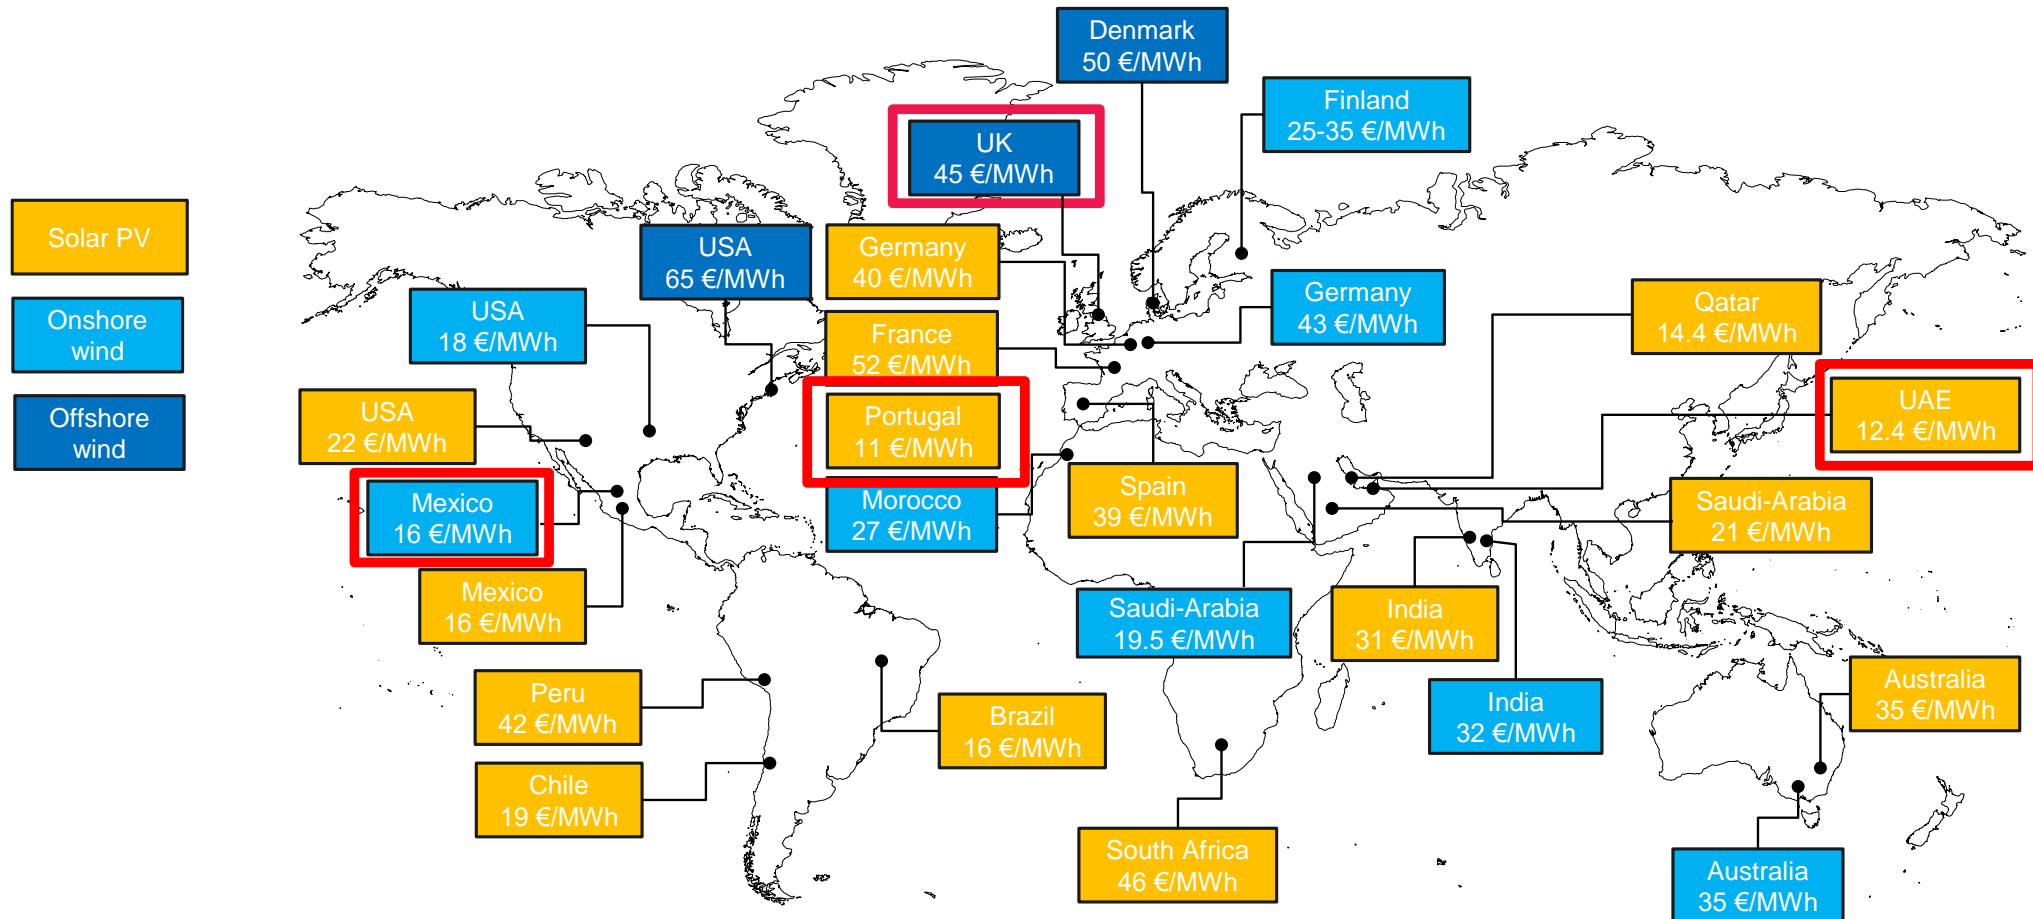 Denmark
50 €/MWh
Finland
25-35 €/MWh
UK
45 €/MWh
Solar PV
USA
65 €/MWh
Germany
40 €/MWh
Germany
43 €/MWh
Qatar
14.4 €/MWh
Onshore
wind
USA
18 €/MWh
France
52 €/MWh
Offshore
wind
USA
22 €/MWh
Portugal
11 €/MWh
UAE
12.4 €/MWh
Mexico
16 €/MWh
Morocco
27 €/MWh
Spain
39 €/MWh
Saudi-Arabia
21 €/MWh
Mexico
16 €/MWh
Saudi-Arabia
19.5 €/MWh
India
31 €/MWh
Peru
42 €/MWh
Brazil
16 €/MWh
India
32 €/MWh
Australia
35 €/MWh
Chile
19 €/MWh
South Africa
46 €/MWh
Australia
35 €/MWh